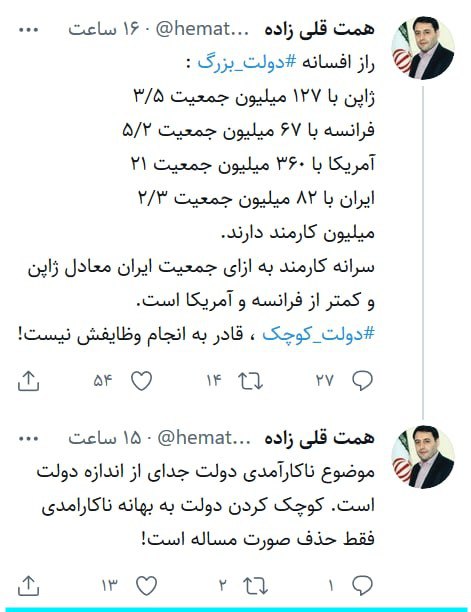 همت قلی زاده @hemat... · ۱۶ ساعت
راز افسانه #دولت_بزرگ :
ژاپن با ۱۲۷ میلیون جمعیت ۳/۵
فرانسه با ۶۷ میلیون جمعیت ۵/۲
آمریکا با ۳۶۰ میلیون جمعیت ۲۱
ایران با ۸۲ میلیون جمعیت ۲/۳
میلیون کارمند دارند.
سرانه کارمند به ازای جمعیت ایران معادل ژاپن
و کمتر از فرانسه و آمریکا است.
#دولت_کوچک ، قادر به انجام وظایفش نیست!
۲۷ ۱۴ ۵۴
همت قلی زاده @hemat... · ۱۵ ساعت
موضوع ناکارآمدی دولت جدای از اندازه دولت
است. کوچک کردن دولت به بهانه ناکارامدی
فقط حذف صورت مساله است!
۱ ۲ ۱۳